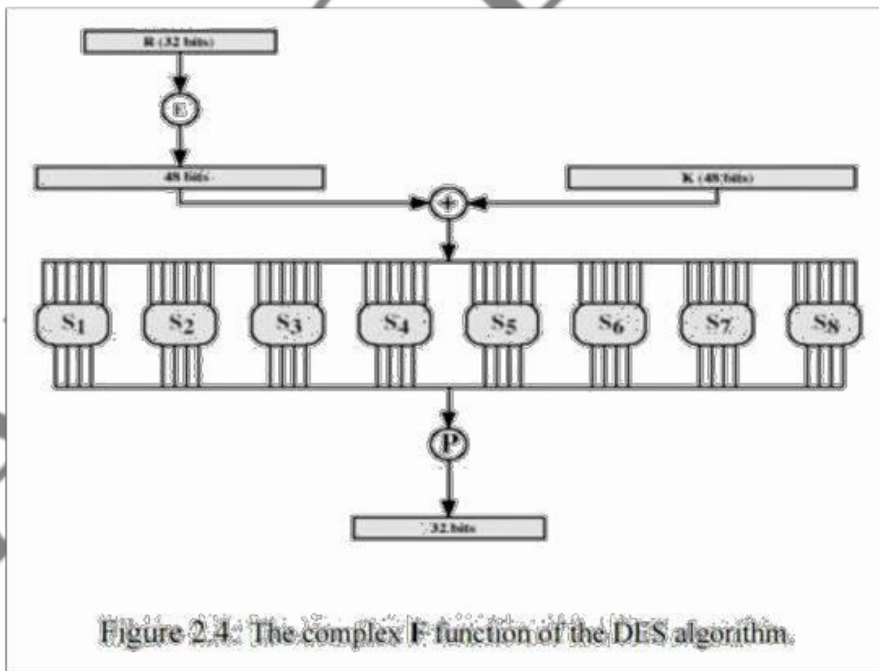 R (32 bits)
E
48 bits
K (48 bits)
+
S1 S2 S3 S4 S5 S6 S7 S8
P
32 bits
Figure 2.4: The complex F function of the DES algorithm